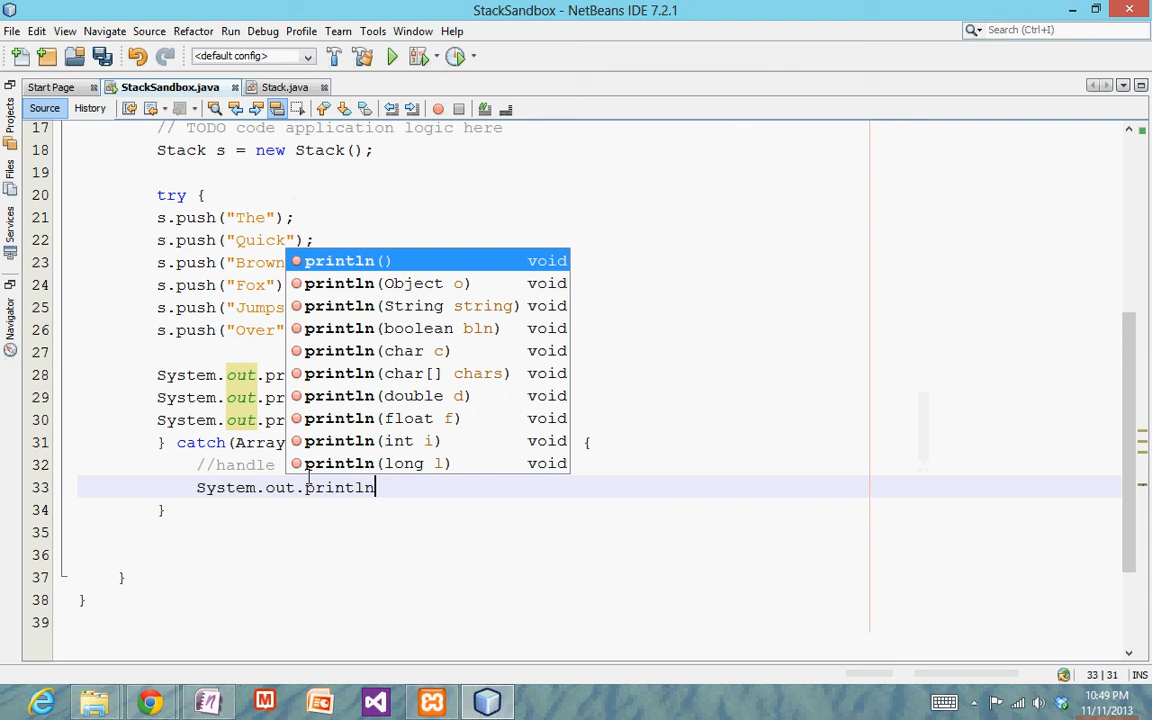 StackSandbox - NetBeans IDE 7.2.1
File Edit View Navigate Source Refactor Run Debug Profile Team Tools Window Help
Search (Ctrl+I)
<default config>
Start Page StackSandbox.java Stack.java
Source History
Projects
Files
Services
Navigator
17 // TODO code application logic here
18 Stack s = new Stack();
19
20 try {
21 s.push("The");
22 s.push("Quick");
23 s.push("Brown
24 s.push("Fox")
25 s.push("Jumps
26 s.push("Over"
27
28 System.out.pr
29 System.out.pr
30 System.out.pr
31 } catch(Array {
32 //handle
33 System.out.println
34 }
35
36
37 }
38 }
39
println() void
println(Object o) void
println(String string) void
println(boolean bln) void
println(char c) void
println(char[] chars) void
println(double d) void
println(float f) void
println(int i) void
println(long l) void
33 | 31 INS
10:49 PM
11/11/2013